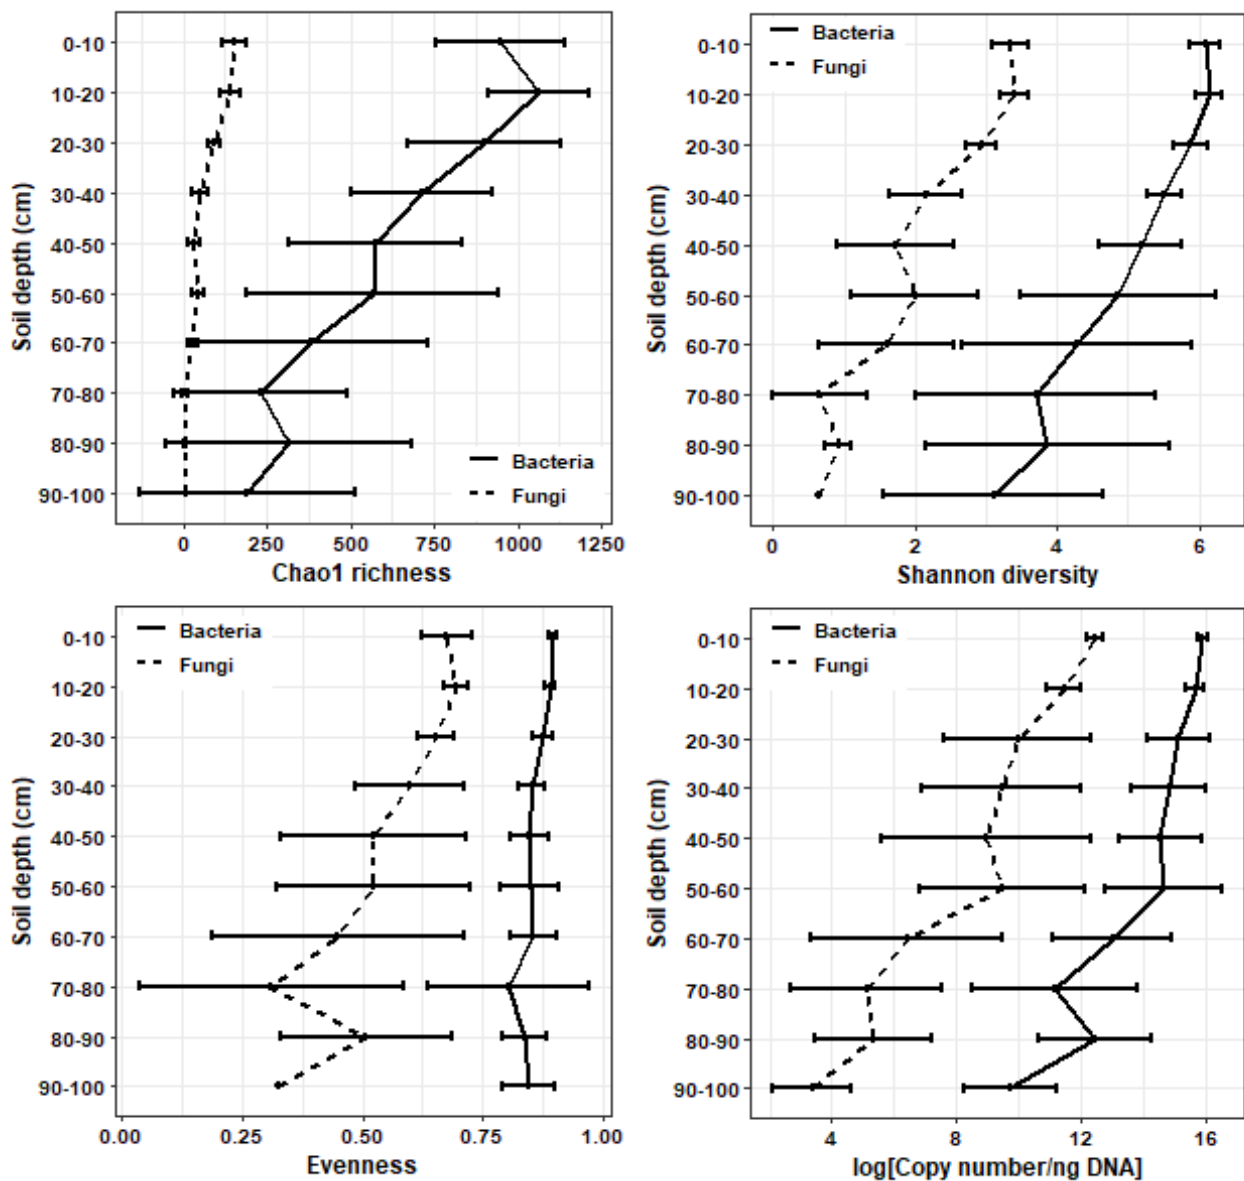 0-10
10-20
20-30
30-40
40-50
50-60
60-70
70-80
80-90
90-100
Soil depth (cm)
Bacteria
Fungi
0 250 500 750 1000 1250
Chao1 richness
0-10
10-20
20-30
30-40
40-50
50-60
60-70
70-80
80-90
90-100
Soil depth (cm)
Bacteria
Fungi
0 2 4 6
Shannon diversity
0-10
10-20
20-30
30-40
40-50
50-60
60-70
70-80
80-90
90-100
Soil depth (cm)
Bacteria
Fungi
0.00 0.25 0.50 0.75 1.00
Evenness
0-10
10-20
20-30
30-40
40-50
50-60
60-70
70-80
80-90
90-100
Soil depth (cm)
Bacteria
Fungi
4 8 12 16
log[Copy number/ng DNA]